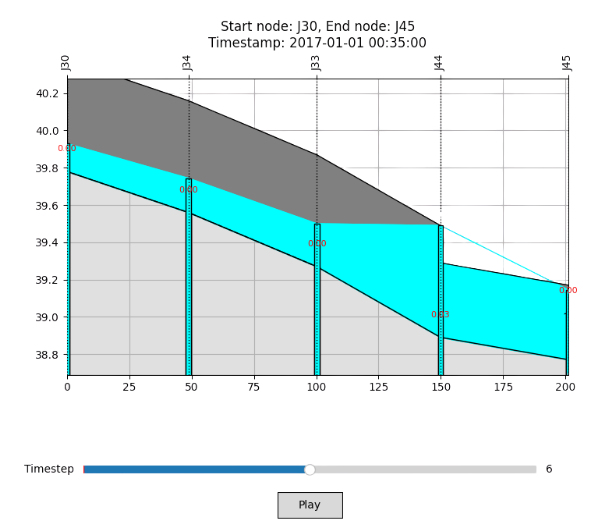 Start node: J30, End node: J45
Timestamp: 2017-01-01 00:35:00
J30 J34 J33 J44 J45
40.2
40.0
39.8
39.6
39.4
39.2
39.0
38.8
0.00
0.00
0.00
0.03
0.00
0 25 50 75 100 125 150 175 200
Timestep 6
Play